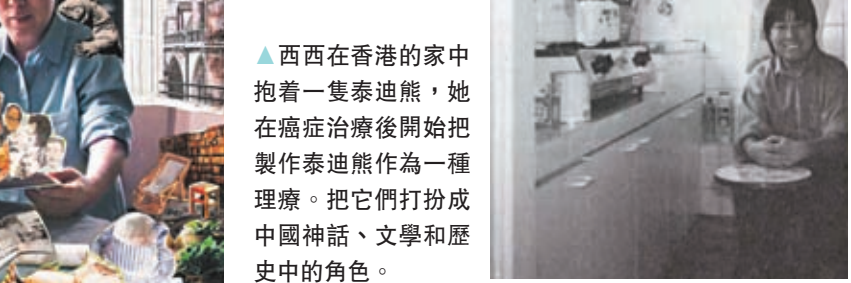 ▲西西在香港的家中
抱着一隻泰迪熊，她
在癌症治療後開始把
製作泰迪熊作為一種
理療。把它們打扮成
中國神話、文學和歷
史中的角色。